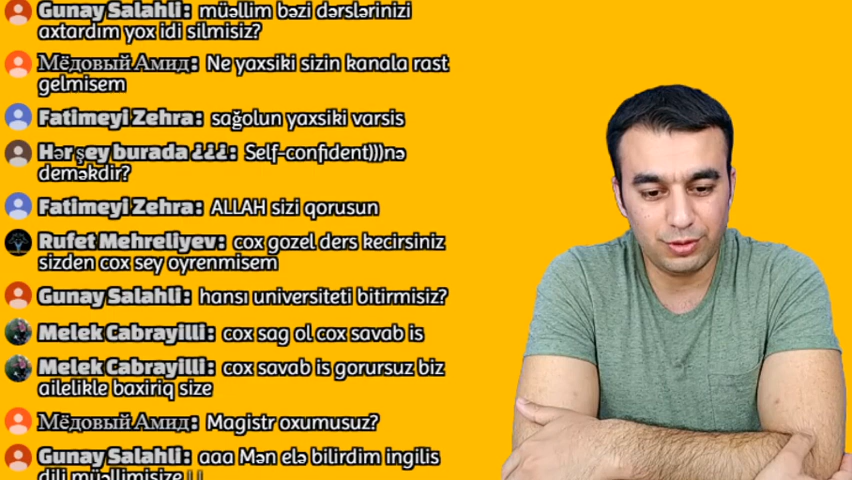 Gunay Salahli: müəllim bəzi dərslərinizi
axtardım yox idi silmisiz?
Мёдовый Амид: Ne yaxsiki sizin kanala rast
gelmisem
Fatimeyi Zehra: sağolun yaxsiki varsis
Hər şey burada ¿¿¿: Self-confident)))nə
deməkdir?
Fatimeyi Zehra: ALLAH sizi qorusun
Rufet Mehreliyev: cox gozel ders kecirsiniz
sizden cox sey oyrenmisem
Gunay Salahli: hansı universiteti bitirmisiz?
Melek Cabrayilli: cox sag ol cox savab is
Melek Cabrayilli: cox savab is gorursuz biz
ailelikle baxiriq size
Мёдовый Амид: Magistr oxumusuz?
Gunay Salahli: aaa Mən elə bilirdim ingilis
dili müəllimisize